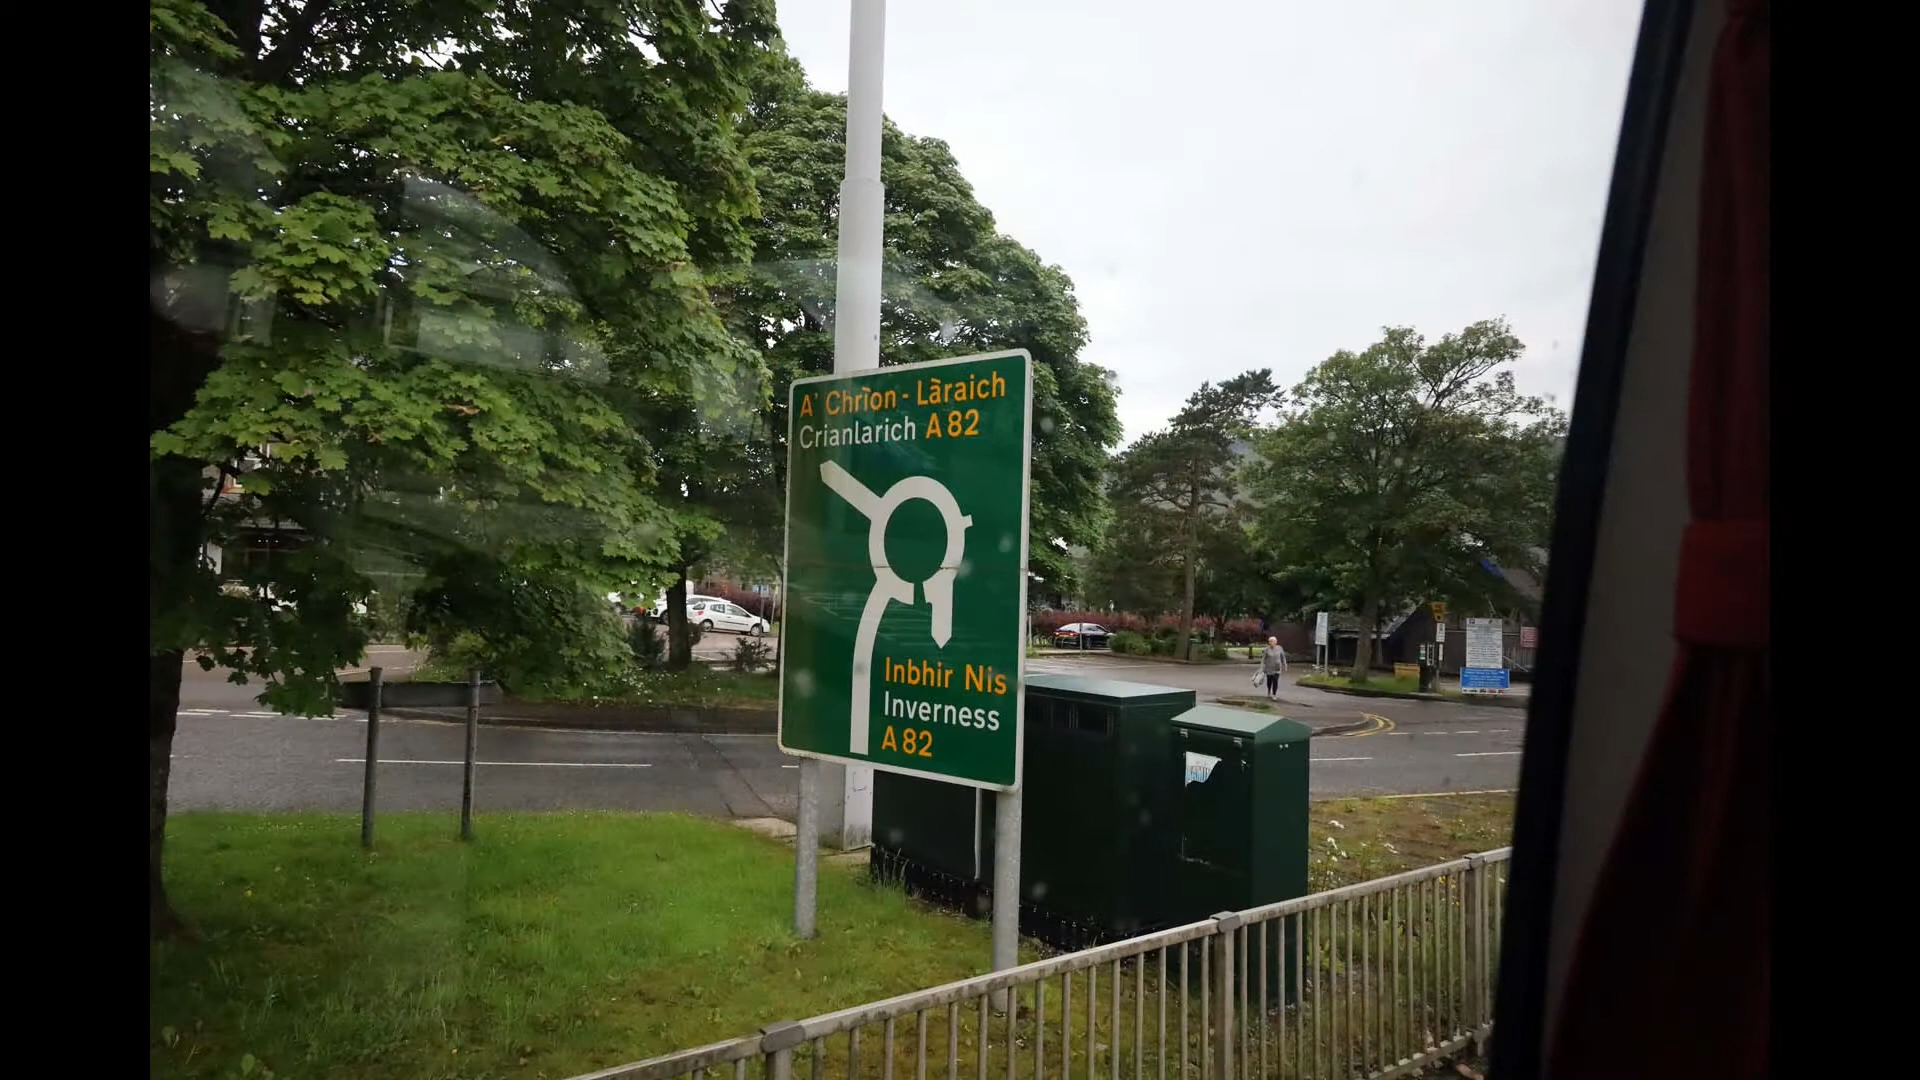 A' Chrìon - Làraich
Crianlarich A82
Inbhir Nis
Inverness
A82